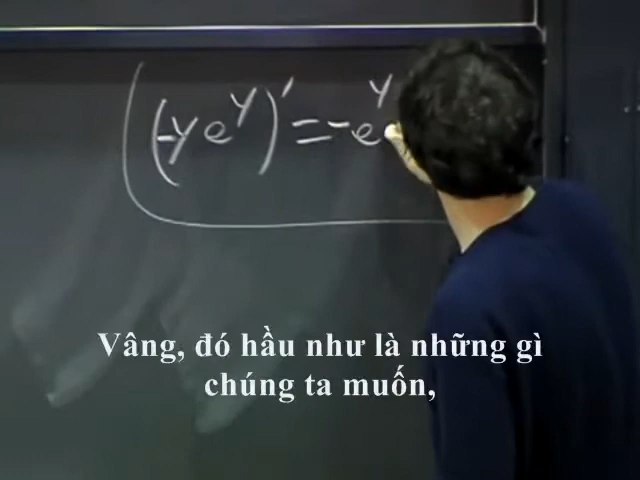 (-ye^y)' = -e^y
Vâng, đó hầu như là những gì
chúng ta muốn,